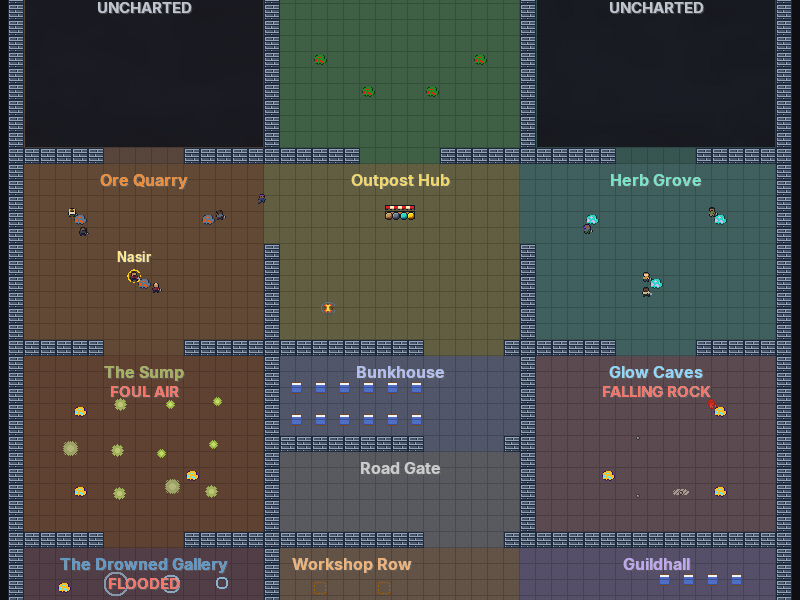 UNCHARTED
UNCHARTED
Ore Quarry
Outpost Hub
Herb Grove
Nasir
The Sump
FOUL AIR
Bunkhouse
Glow Caves
FALLING ROCK
Road Gate
The Drowned Gallery
FLOODED
Workshop Row
Guildhall